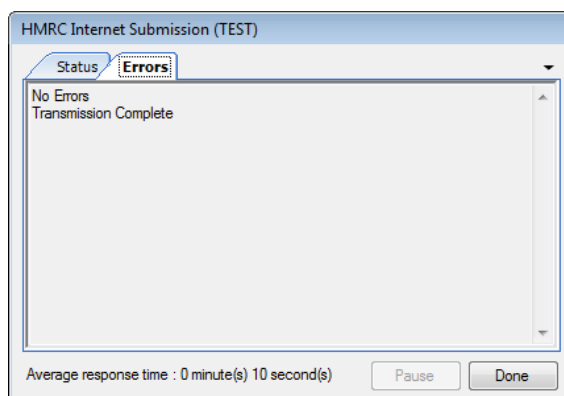 HMRC Internet Submission (TEST)
Status Errors
No Errors
Transmission Complete
Average response time : 0 minute(s) 10 second(s) Pause Done